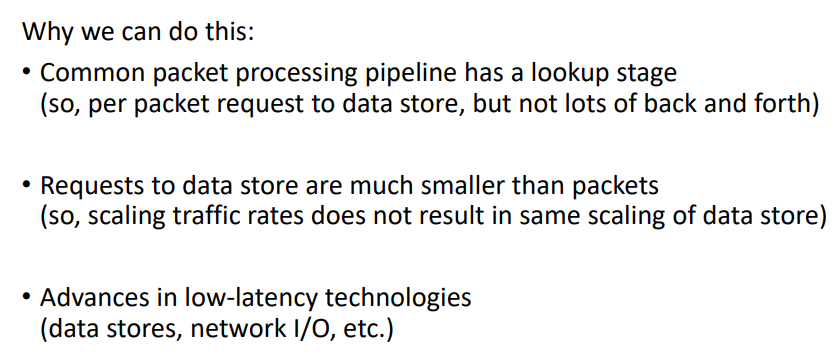 Why we can do this:
• Common packet processing pipeline has a lookup stage
(so, per packet request to data store, but not lots of back and forth)
• Requests to data store are much smaller than packets
(so, scaling traffic rates does not result in same scaling of data store)
• Advances in low-latency technologies
(data stores, network I/O, etc.)